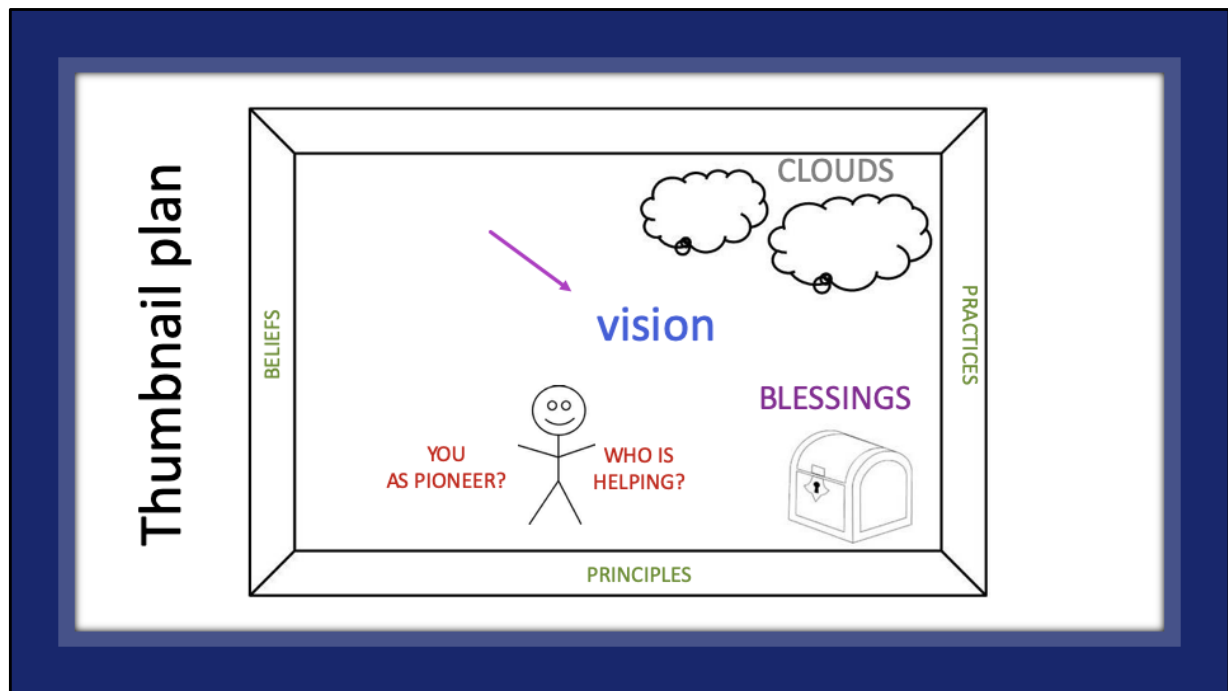 Thumbnail plan
CLOUDS
BELIEFS
vision
PRACTICES
BLESSINGS
YOU
AS PIONEER?
WHO IS
HELPING?
PRINCIPLES